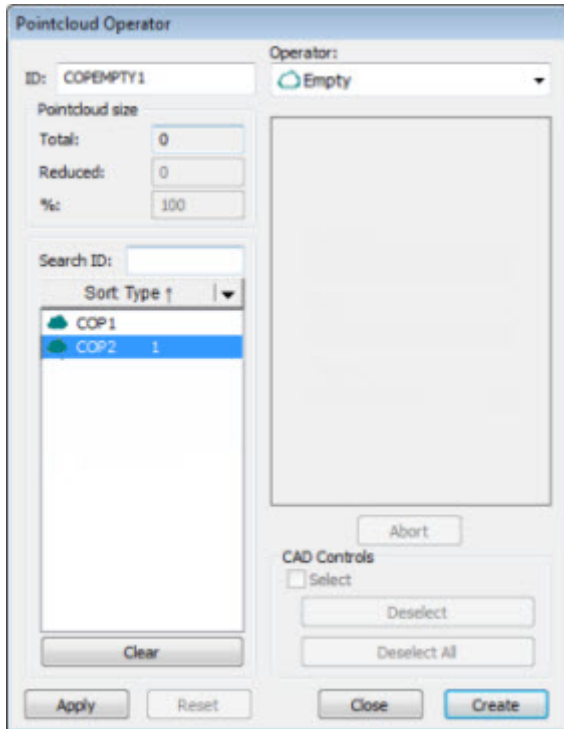 Pointcloud Operator
Operator:
ID: COPEMPTY1
Empty
Pointcloud size
Total: 0
Reduced: 0
%: 100
Search ID:
Sort Type ↑
COP1
COP2 1
Clear
Abort
CAD Controls
Select
Deselect
Deselect All
Apply
Reset
Close
Create